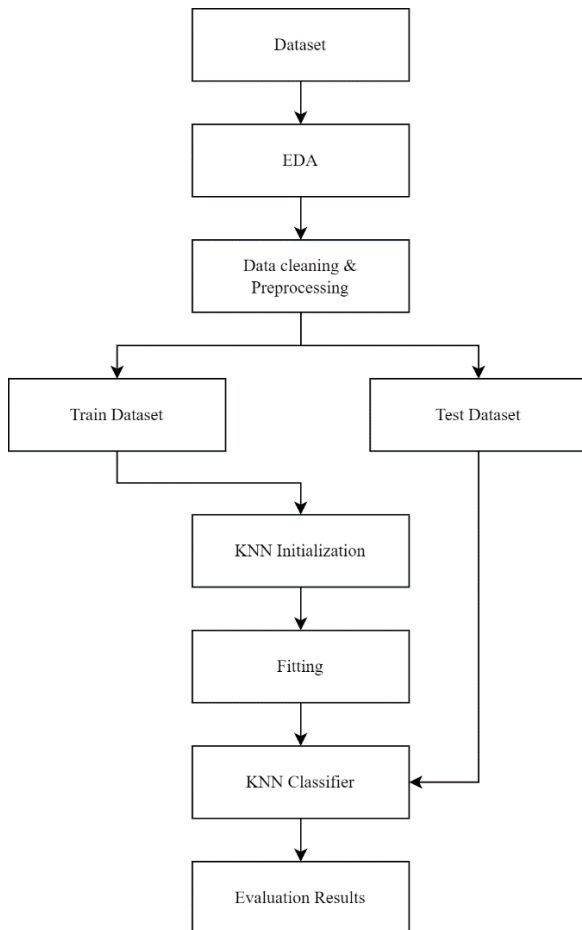 Dataset
EDA
Data cleaning &
Preprocessing
Train Dataset
Test Dataset
KNN Initialization
Fitting
KNN Classifier
Evaluation Results